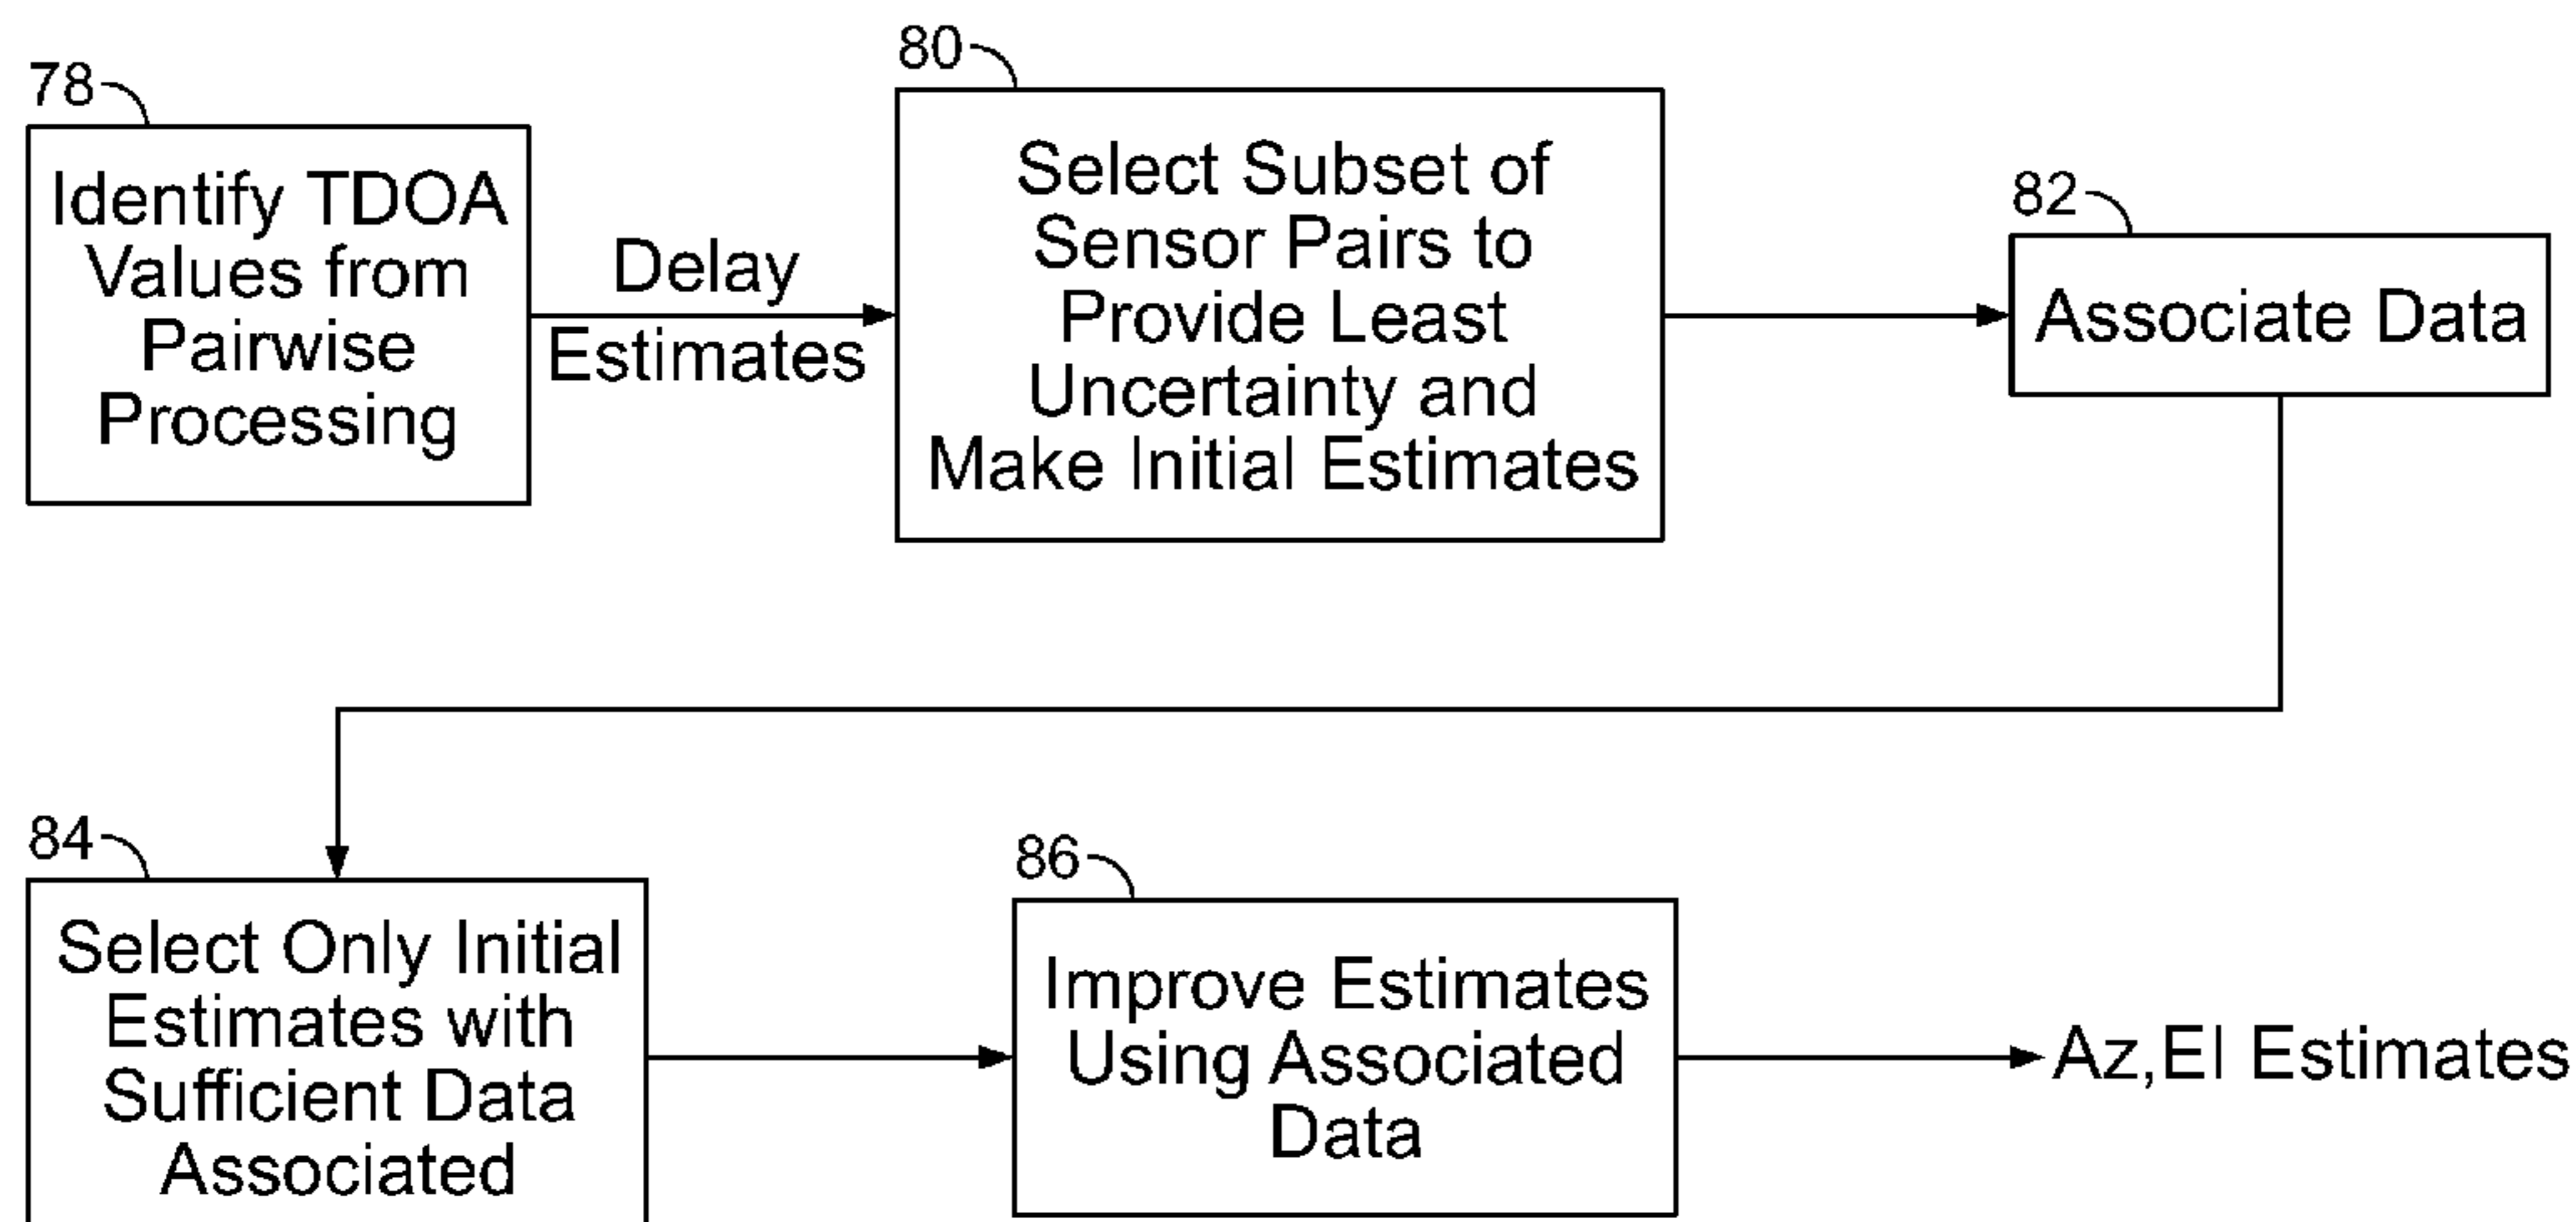 78
Identify TDOA
Values from
Pairwise
Processing
Delay
Estimates
80
Select Subset of
Sensor Pairs to
Provide Least
Uncertainty and
Make Initial Estimates
82
Associate Data
84
Select Only Initial
Estimates with
Sufficient Data
Associated
86
Improve Estimates
Using Associated
Data
Az,El Estimates